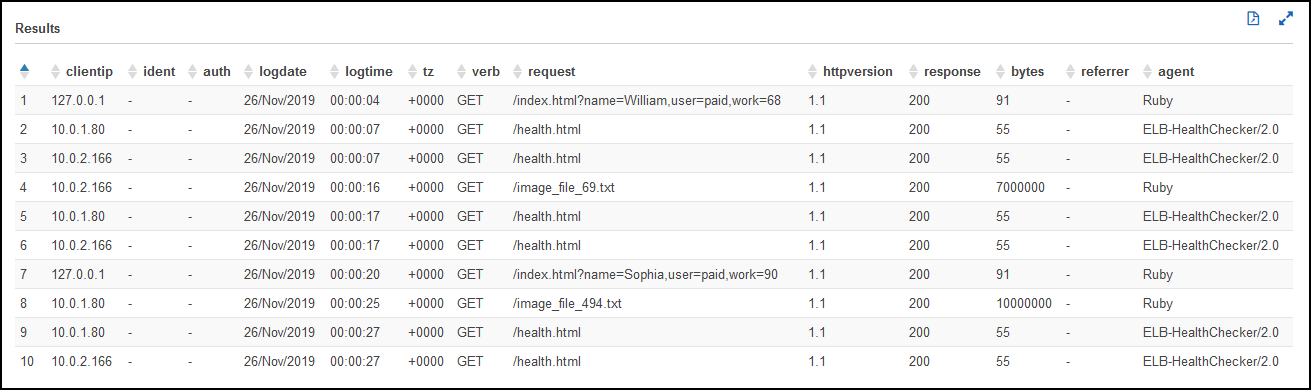 Results
clientip ident auth logdate logtime tz verb request httpversion response bytes referrer agent
1 127.0.0.1 - - 26/Nov/2019 00:00:04 +0000 GET /index.html?name=William,user=paid,work=68 1.1 200 91 - Ruby
2 10.0.1.80 - - 26/Nov/2019 00:00:07 +0000 GET /health.html 1.1 200 55 - ELB-HealthChecker/2.0
3 10.0.2.166 - - 26/Nov/2019 00:00:07 +0000 GET /health.html 1.1 200 55 - ELB-HealthChecker/2.0
4 10.0.2.166 - - 26/Nov/2019 00:00:16 +0000 GET /image_file_69.txt 1.1 200 7000000 - Ruby
5 10.0.1.80 - - 26/Nov/2019 00:00:17 +0000 GET /health.html 1.1 200 55 - ELB-HealthChecker/2.0
6 10.0.2.166 - - 26/Nov/2019 00:00:17 +0000 GET /health.html 1.1 200 55 - ELB-HealthChecker/2.0
7 127.0.0.1 - - 26/Nov/2019 00:00:20 +0000 GET /index.html?name=Sophia,user=paid,work=90 1.1 200 91 - Ruby
8 10.0.1.80 - - 26/Nov/2019 00:00:25 +0000 GET /image_file_494.txt 1.1 200 10000000 - Ruby
9 10.0.1.80 - - 26/Nov/2019 00:00:27 +0000 GET /health.html 1.1 200 55 - ELB-HealthChecker/2.0
10 10.0.2.166 - - 26/Nov/2019 00:00:27 +0000 GET /health.html 1.1 200 55 - ELB-HealthChecker/2.0